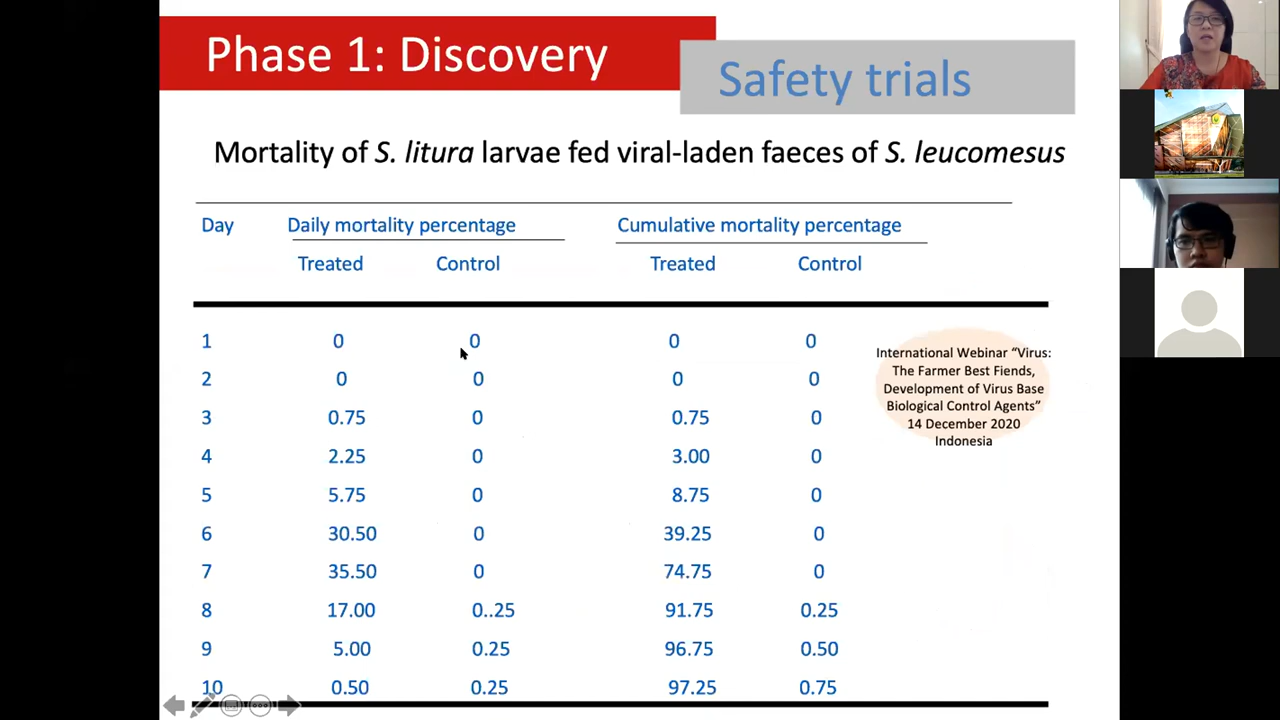 Phase 1: Discovery
Safety trials
Mortality of S. litura larvae fed viral-laden faeces of S. leucomesus
Day Daily mortality percentage Cumulative mortality percentage
Treated Control Treated Control
1 0 0 0 0
2 0 0 0 0
3 0.75 0 0.75 0
4 2.25 0 3.00 0
5 5.75 0 8.75 0
6 30.50 0 39.25 0
7 35.50 0 74.75 0
8 17.00 0..25 91.75 0.25
9 5.00 0.25 96.75 0.50
10 0.50 0.25 97.25 0.75
International Webinar “Virus:
The Farmer Best Fiends,
Development of Virus Base
Biological Control Agents”
14 December 2020
Indonesia